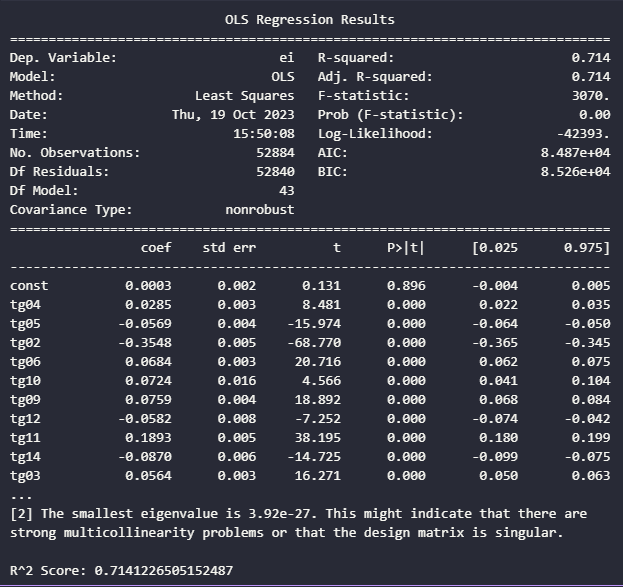 OLS Regression Results
==============================================================================
Dep. Variable: ei R-squared: 0.714
Model: OLS Adj. R-squared: 0.714
Method: Least Squares F-statistic: 3070.
Date: Thu, 19 Oct 2023 Prob (F-statistic): 0.00
Time: 15:50:08 Log-Likelihood: -42393.
No. Observations: 52884 AIC: 8.487e+04
Df Residuals: 52840 BIC: 8.526e+04
Df Model: 43
Covariance Type: nonrobust
==============================================================================
coef std err t P>|t| [0.025 0.975]
------------------------------------------------------------------------------
const 0.0003 0.002 0.131 0.896 -0.004 0.005
tg04 0.0285 0.003 8.481 0.000 0.022 0.035
tg05 -0.0569 0.004 -15.974 0.000 -0.064 -0.050
tg02 -0.3548 0.005 -68.770 0.000 -0.365 -0.345
tg06 0.0684 0.003 20.716 0.000 0.062 0.075
tg10 0.0724 0.016 4.566 0.000 0.041 0.104
tg09 0.0759 0.004 18.892 0.000 0.068 0.084
tg12 -0.0582 0.008 -7.252 0.000 -0.074 -0.042
tg11 0.1893 0.005 38.195 0.000 0.180 0.199
tg14 -0.0870 0.006 -14.725 0.000 -0.099 -0.075
tg03 0.0564 0.003 16.271 0.000 0.050 0.063
...
[2] The smallest eigenvalue is 3.92e-27. This might indicate that there are
strong multicollinearity problems or that the design matrix is singular.
R^2 Score: 0.7141226505152487